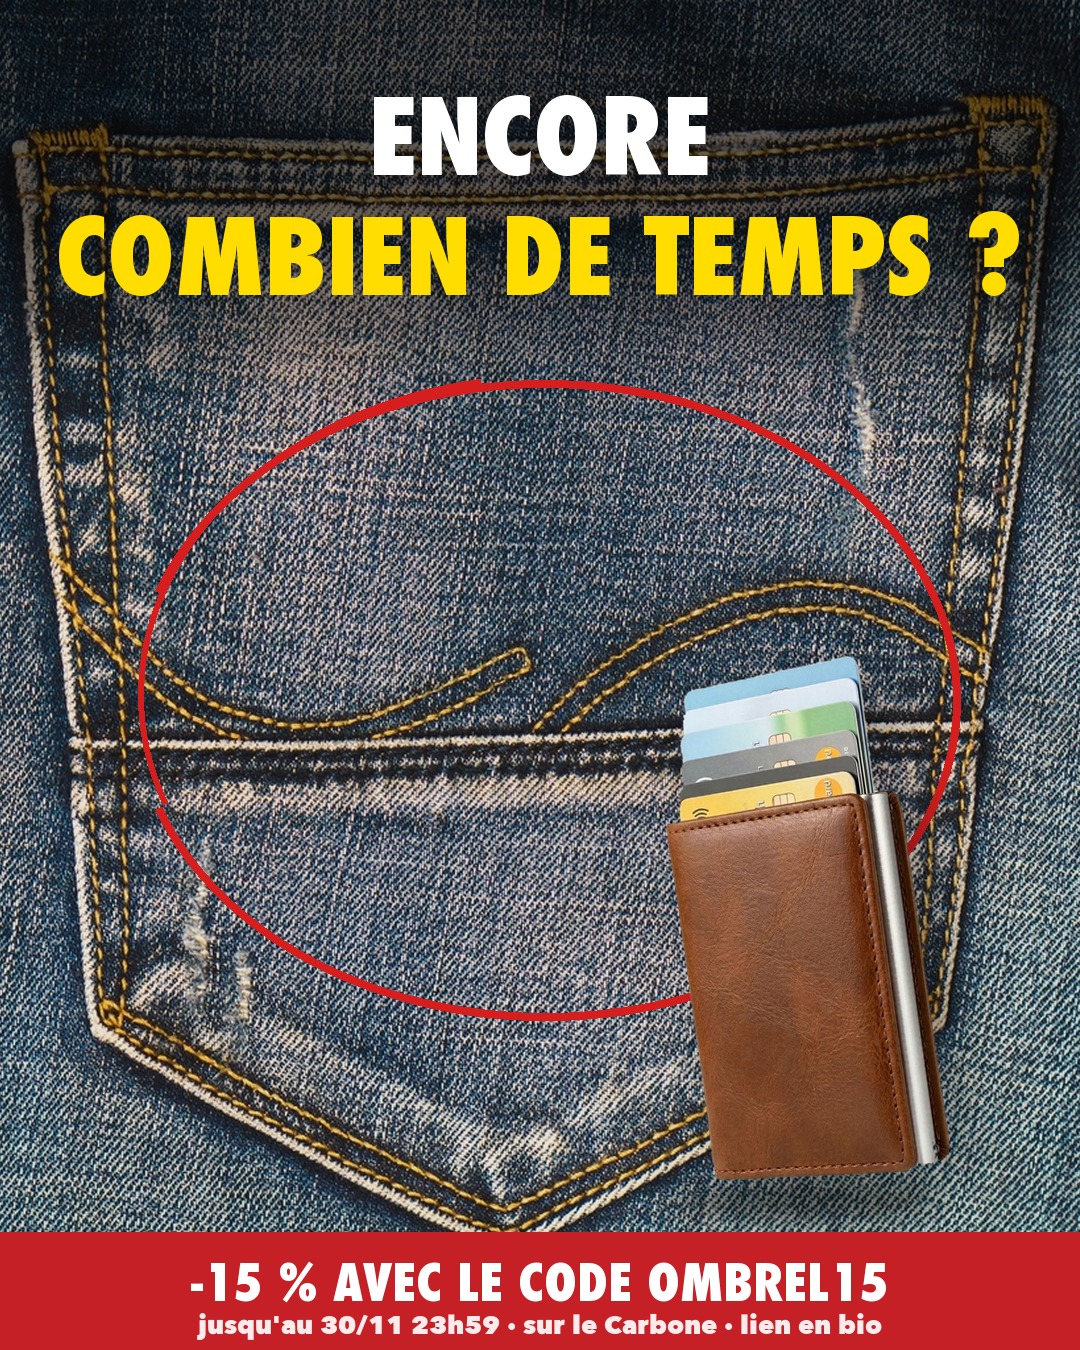 ENCORE
COMBIEN DE TEMPS ?
-15 % AVEC LE CODE OMBREL15
jusqu'au 30/11 23h59 · sur le Carbone · lien en bio